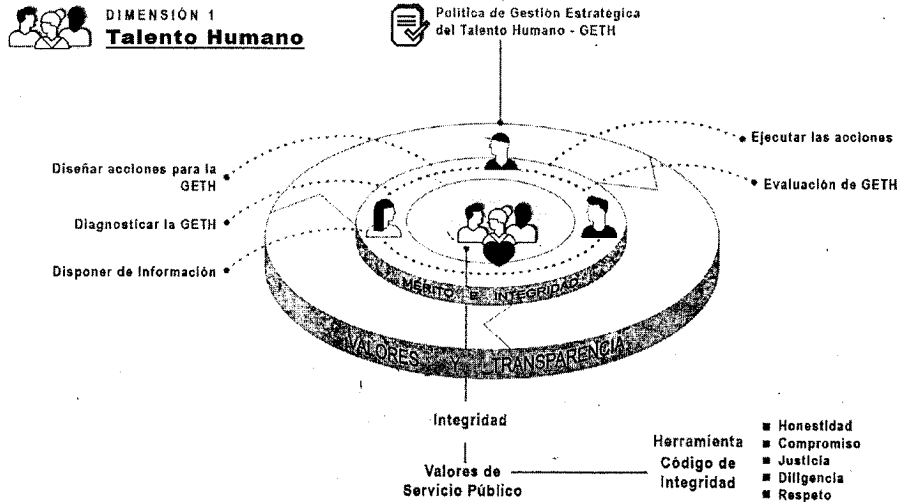 DIMENSIÓN 1
Talento Humano
Política de Gestión Estratégica
del Talento Humano - GETH
Ejecutar las acciones
Diseñar acciones para la
GETH
Evaluación de GETH
Diagnosticar la GETH
Disponer de Información
MÉRITO E INTEGRIDAD
VALORES Y TRANSPARENCIA
Integridad
Valores de
Servicio Público
Herramienta
Código de
Integridad
Honestidad
Compromiso
Justicia
Diligencia
Respeto